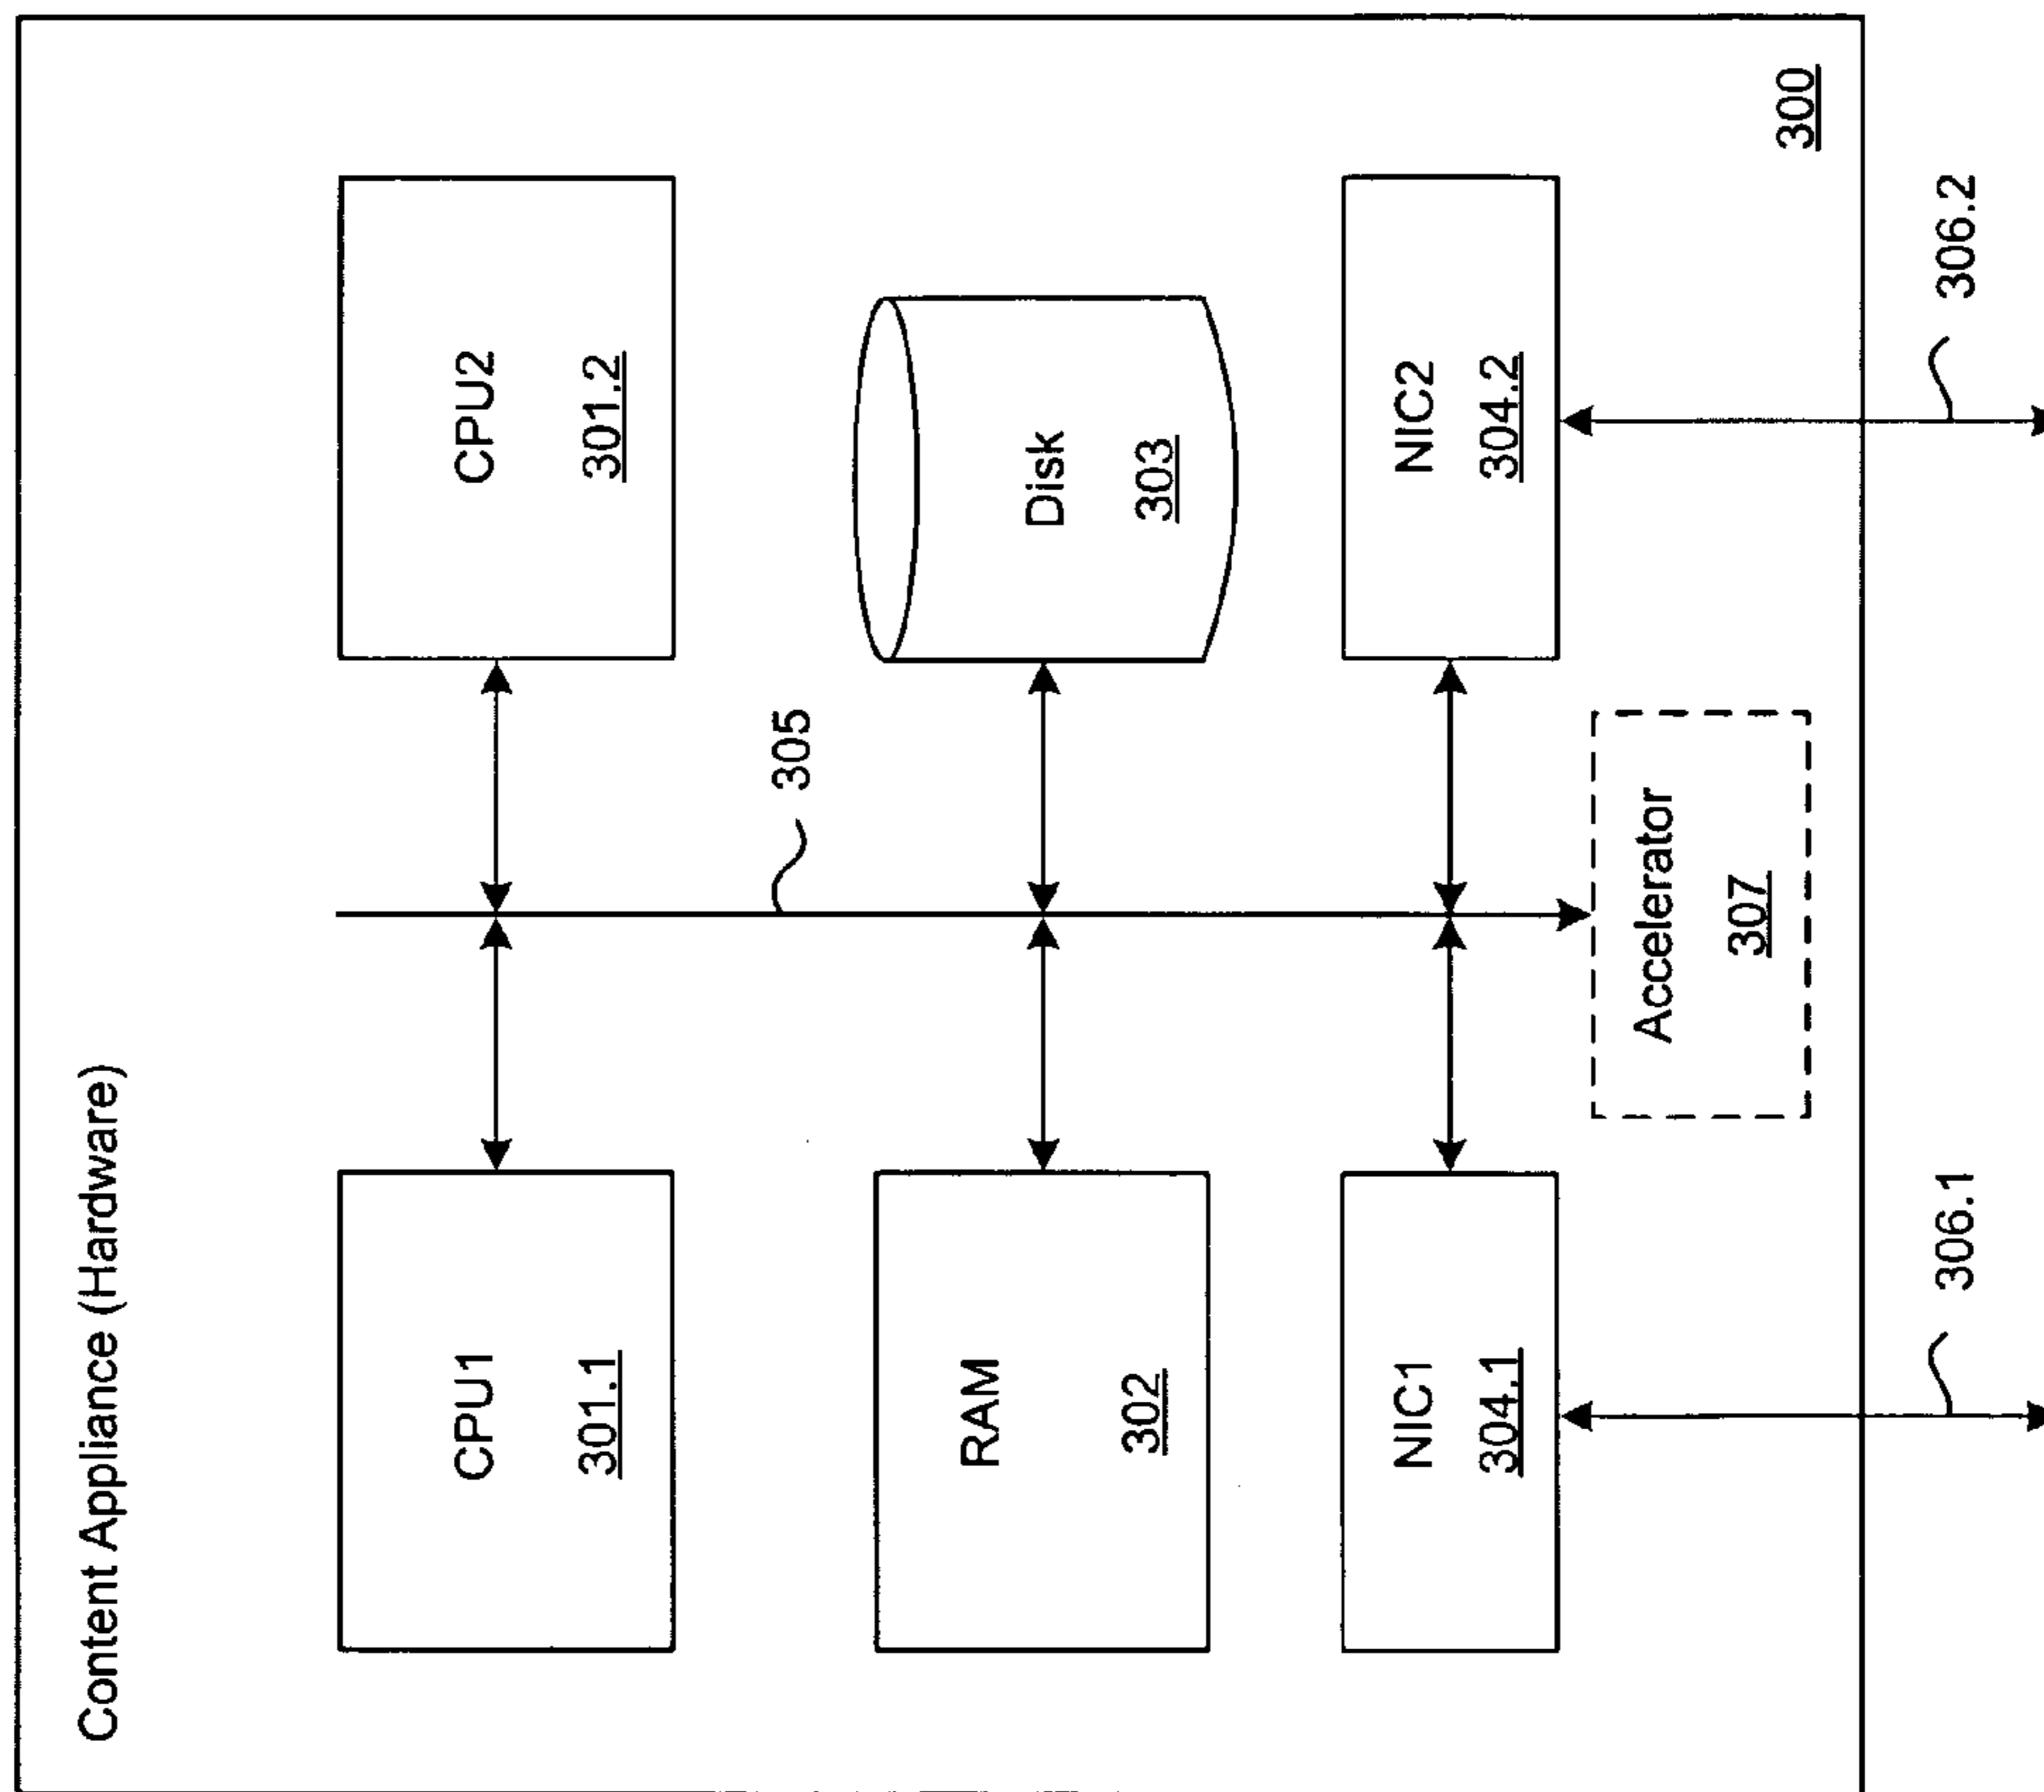 Content Appliance (Hardware)
CPU1
301.1
CPU2
301.2
305
RAM
302
Disk
303
NIC1
304.1
NIC2
304.2
Accelerator
307
300
306.1
306.2